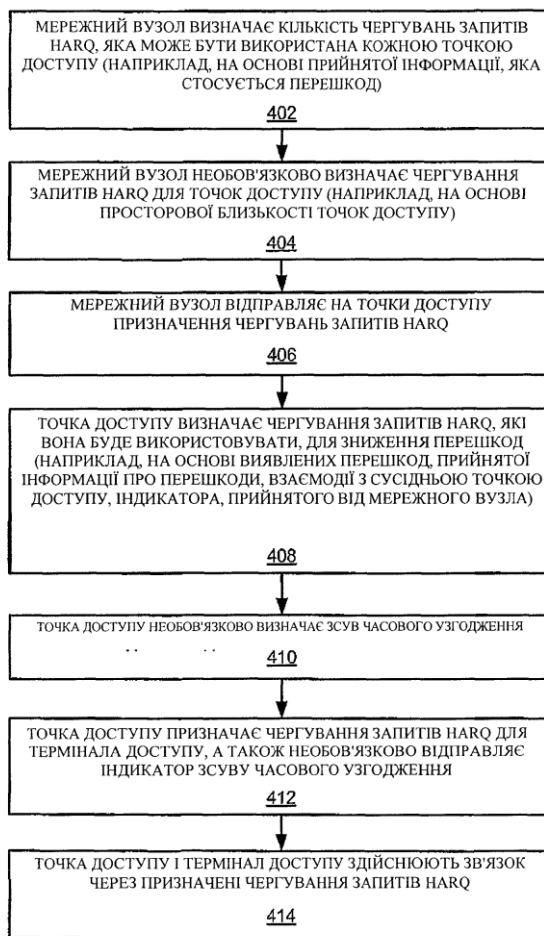 МЕРЕЖНИЙ ВУЗОЛ ВИЗНАЧАЄ КІЛЬКІСТЬ ЧЕРГУВАНЬ ЗАПИТІВ
HARQ, ЯКА МОЖЕ БУТИ ВИКОРИСТАНА КОЖНОЮ ТОЧКОЮ
ДОСТУПУ (НАПРИКЛАД, НА ОСНОВІ ПРИЙНЯТОЇ ІНФОРМАЦІЇ, ЯКА
СТОСУЄТЬСЯ ПЕРЕШКОД)
402
МЕРЕЖНИЙ ВУЗОЛ НЕОБОВ'ЯЗКОВО ВИЗНАЧАЄ ЧЕРГУВАННЯ
ЗАПИТІВ HARQ ДЛЯ ТОЧОК ДОСТУПУ (НАПРИКЛАД, НА ОСНОВІ
ПРОСТОРОВОЇ БЛИЗЬКОСТІ ТОЧОК ДОСТУПУ)
404
МЕРЕЖНИЙ ВУЗОЛ ВІДПРАВЛЯЄ НА ТОЧКИ ДОСТУПУ
ПРИЗНАЧЕННЯ ЧЕРГУВАНЬ ЗАПИТІВ HARQ
406
ТОЧКА ДОСТУПУ ВИЗНАЧАЄ ЧЕРГУВАННЯ ЗАПИТІВ HARQ, ЯКІ
ВОНА БУДЕ ВИКОРИСТОВУВАТИ, ДЛЯ ЗНИЖЕННЯ ПЕРЕШКОД
(НАПРИКЛАД, НА ОСНОВІ ВИЯВЛЕНИХ ПЕРЕШКОД, ПРИЙНЯТОЇ
ІНФОРМАЦІЇ ПРО ПЕРЕШКОДИ, ВЗАЄМОДІЇ З СУСІДНЬОЮ ТОЧКОЮ
ДОСТУПУ, ІНДИКАТОРА, ПРИЙНЯТОГО ВІД МЕРЕЖНОГО ВУЗЛА)
408
ТОЧКА ДОСТУПУ НЕОБОВ'ЯЗКОВО ВИЗНАЧАЄ ЗСУВ ЧАСОВОГО УЗГОДЖЕННЯ
410
ТОЧКА ДОСТУПУ ПРИЗНАЧАЄ ЧЕРГУВАННЯ ЗАПИТІВ HARQ ДЛЯ
ТЕРМІНАЛА ДОСТУПУ, А ТАКОЖ НЕОБОВ'ЯЗКОВО ВІДПРАВЛЯЄ
ІНДИКАТОР ЗСУВУ ЧАСОВОГО УЗГОДЖЕННЯ
412
ТОЧКА ДОСТУПУ І ТЕРМІНАЛ ДОСТУПУ ЗДІЙСНЮЮТЬ ЗВ'ЯЗОК
ЧЕРЕЗ ПРИЗНАЧЕНІ ЧЕРГУВАННЯ ЗАПИТІВ HARQ
414